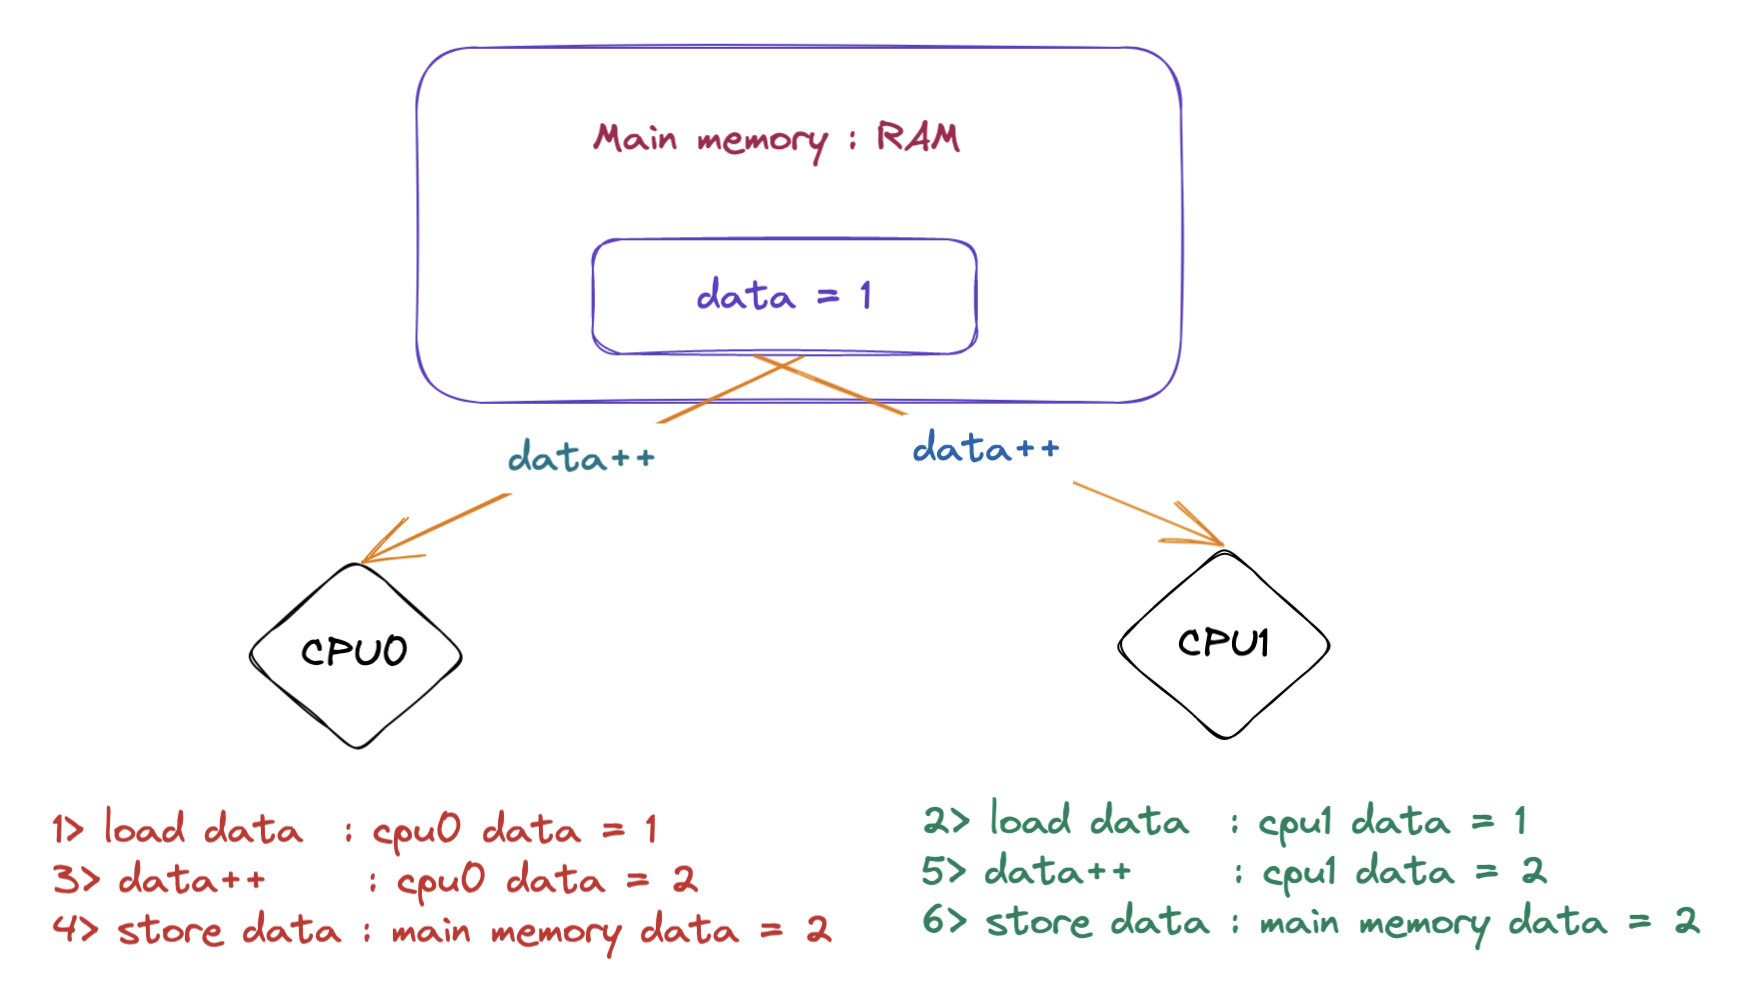 Main memory : RAM
data = 1
data++
data++
CPU0
CPU1
1> load data : cpu0 data = 1
3> data++ : cpu0 data = 2
4> store data : main memory data = 2
2> load data : cpu1 data = 1
5> data++ : cpu1 data = 2
6> store data : main memory data = 2